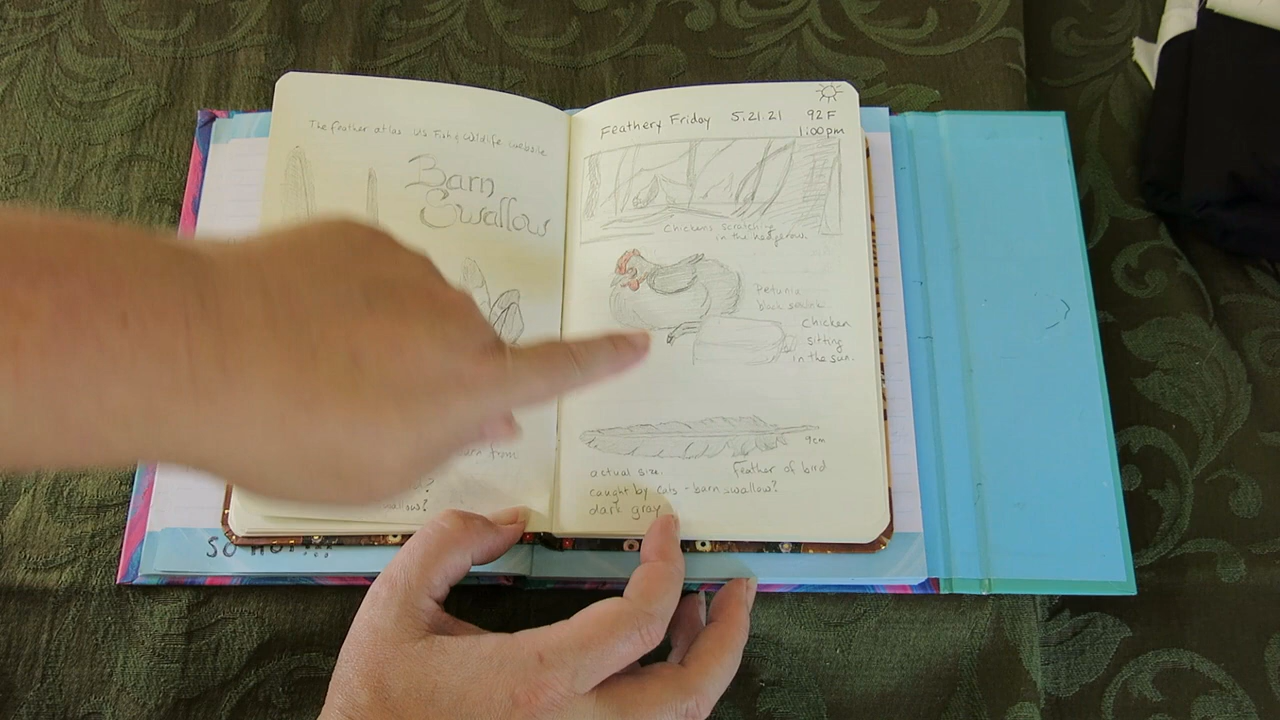 The feather atlas US Fish & Wildlife website
Barn
Swallow
from
Feathery Friday 5.21.21 92 F
1:00pm
Chickens scratching
in the hedgerow.
Petunia
black
Chicken
sitting
in the sun.
9cm
actual size. Feather of bird
caught by cats - barn swallow?
dark gray
SO HOT